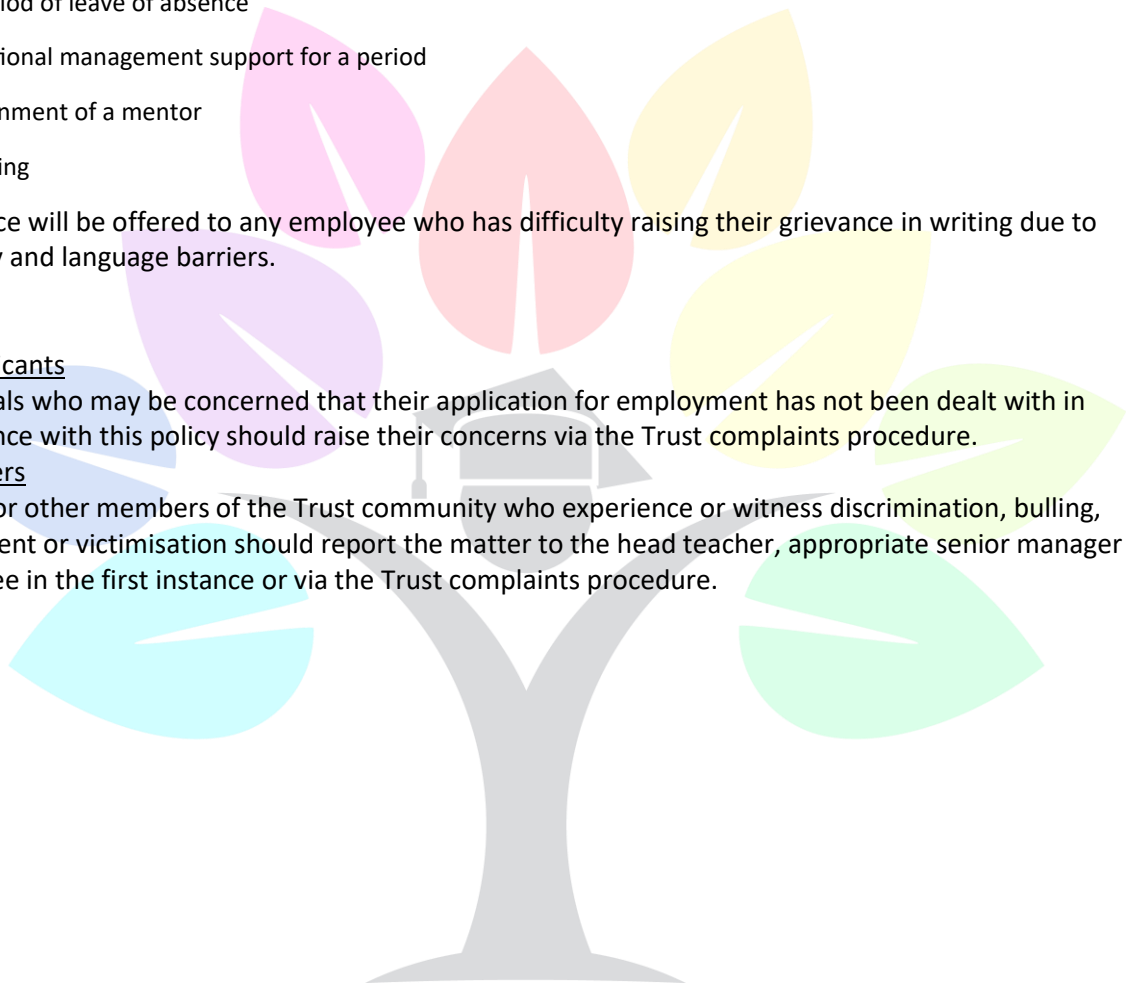 iod of leave of absence
ional management support for a period
nment of a mentor
ing
ce will be offered to any employee who has difficulty raising their grievance in writing due to
y and language barriers.
icants
als who may be concerned that their application for employment has not been dealt with in
nce with this policy should raise their concerns via the Trust complaints procedure.
ers
or other members of the Trust community who experience or witness discrimination, bulling,
ent or victimisation should report the matter to the head teacher, appropriate senior manager
ee in the first instance or via the Trust complaints procedure.